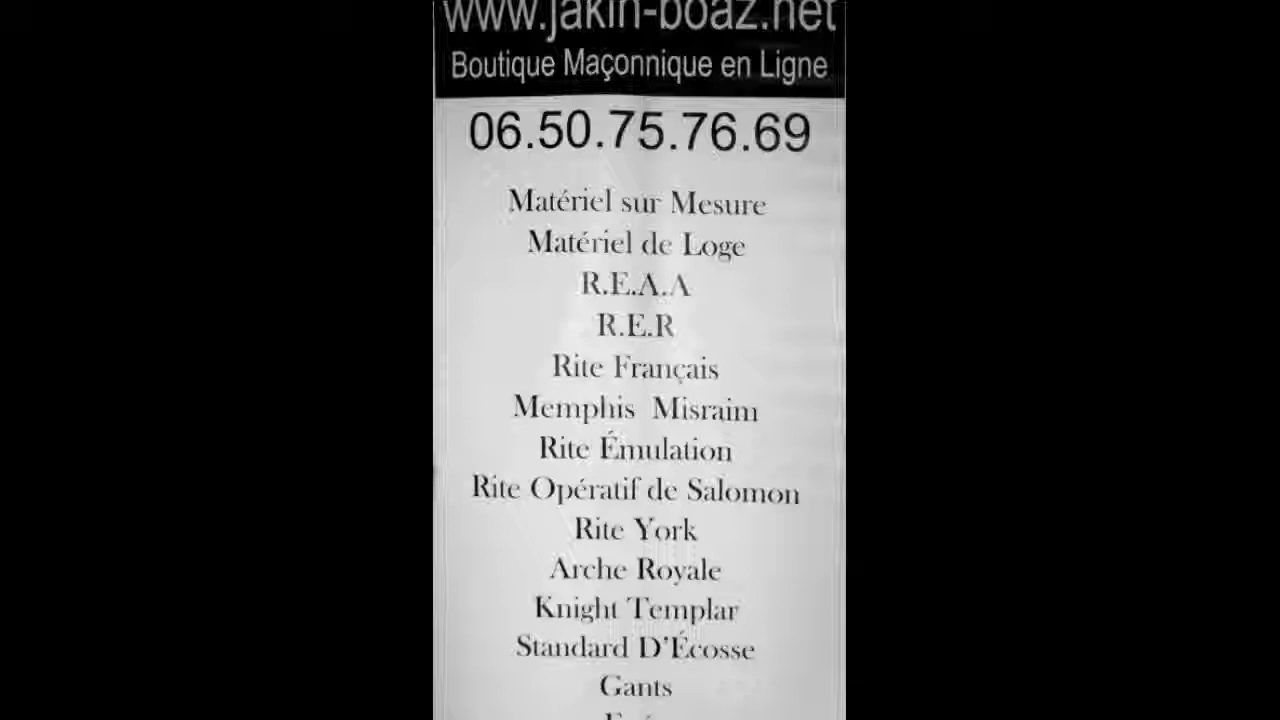 www.jakin-boaz.net
Boutique Maçonnique en Ligne
06.50.75.76.69
Matériel sur Mesure
Matériel de Loge
R.E.A.A
R.E.R
Rite Français
Memphis Misraim
Rite Émulation
Rite Opératif de Salomon
Rite York
Arche Royale
Knight Templar
Standard D'Écosse
Gants